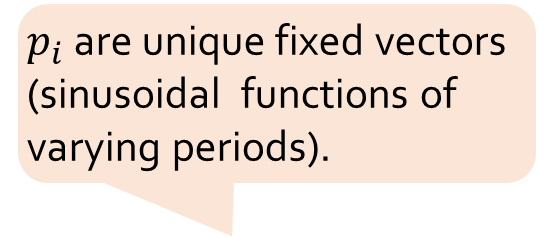 𝑝ᵢ are unique fixed vectors
(sinusoidal functions of
varying periods).